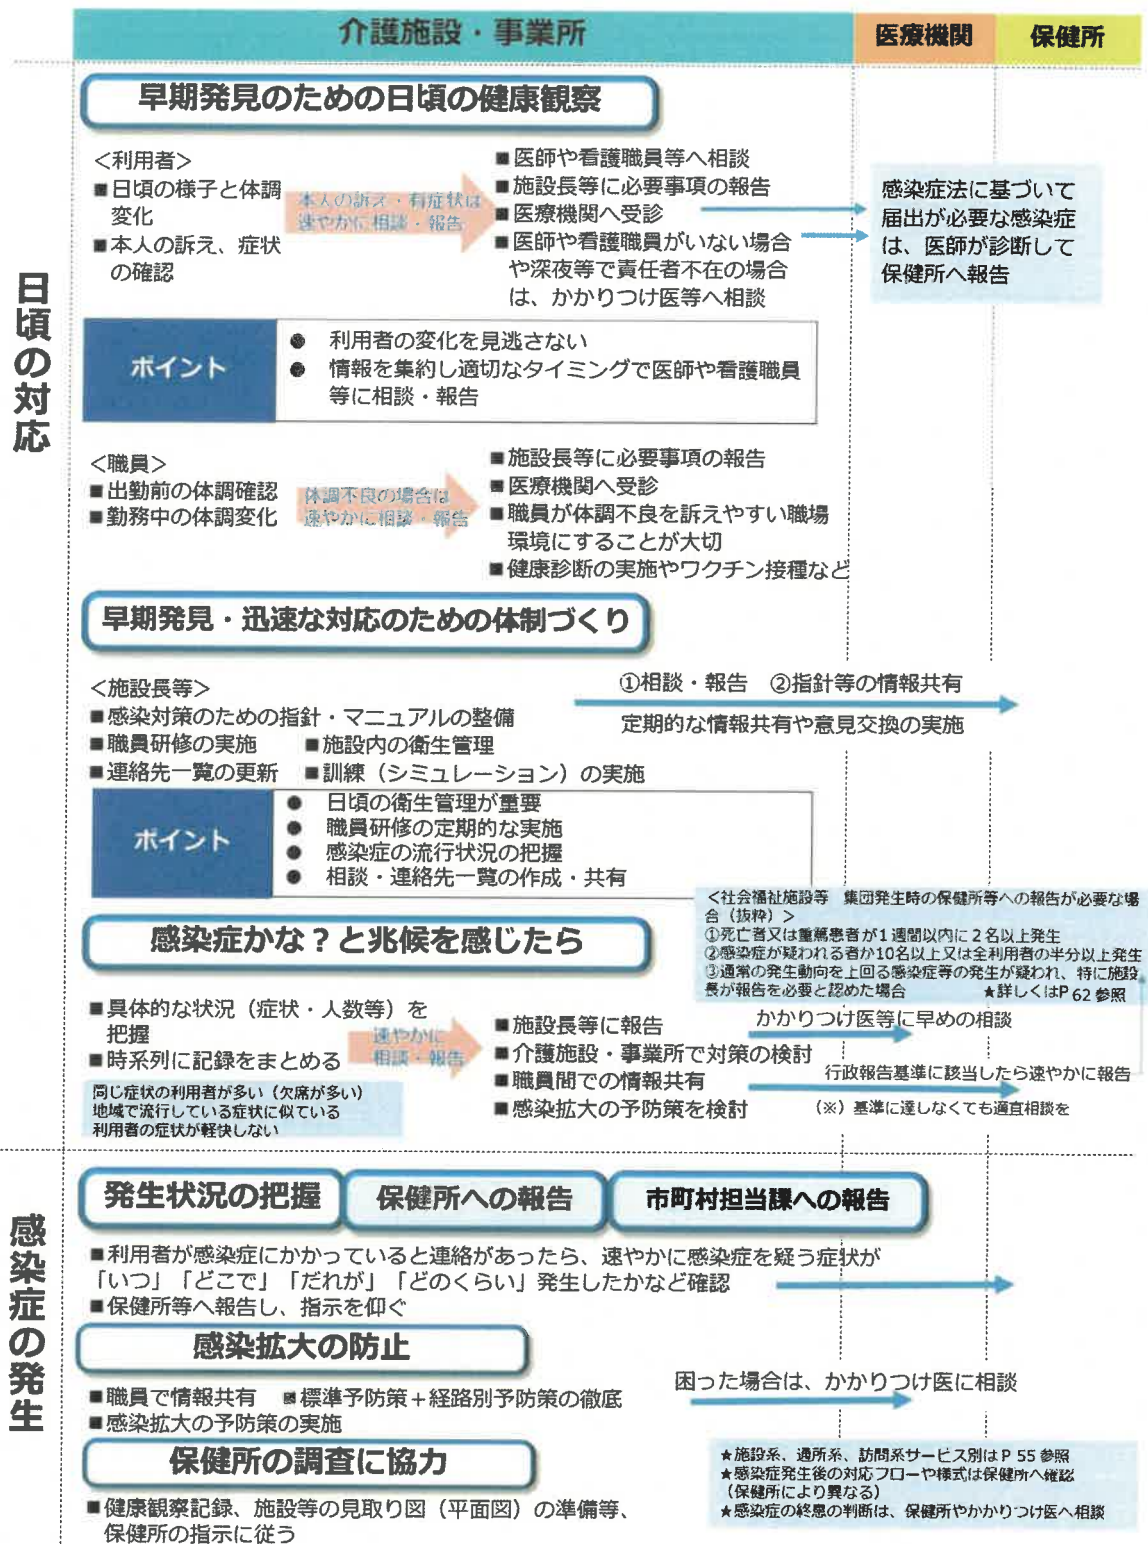 介護施設・事業所
医療機関
保健所
日頃の対応
早期発見のための日頃の健康観察
＜利用者＞
■日頃の様子と体調
変化
■本人の訴え、症状
の確認
本人の訴え・有症状は
速やかに相談・報告
■医師や看護職員等へ相談
■施設長等に必要事項の報告
■医療機関へ受診
■医師や看護職員がいない場合
や深夜等で責任者不在の場合
は、かかりつけ医等へ相談
感染症法に基づいて
届出が必要な感染症
は、医師が診断して
保健所へ報告
ポイント
● 利用者の変化を見逃さない
● 情報を集約し適切なタイミングで医師や看護職員
等に相談・報告
＜職員＞
■出勤前の体調確認
■勤務中の体調変化
体調不良の場合は
速やかに相談・報告
■施設長等に必要事項の報告
■医療機関へ受診
■職員が体調不良を訴えやすい職場
環境にすることが大切
■健康診断の実施やワクチン接種など
早期発見・迅速な対応のための体制づくり
＜施設長等＞
■感染対策のための指針・マニュアルの整備
■職員研修の実施 ■施設内の衛生管理
■連絡先一覧の更新 ■訓練（シミュレーション）の実施
①相談・報告 ②指針等の情報共有
定期的な情報共有や意見交換の実施
ポイント
● 日頃の衛生管理が重要
● 職員研修の定期的な実施
● 感染症の流行状況の把握
● 相談・連絡先一覧の作成・共有
＜社会福祉施設等 集団発生時の保健所等への報告が必要な場
合（抜粋）＞
①死亡者又は重篤患者が1週間以内に2名以上発生
②感染症が疑われる者か10名以上又は全利用者の半分以上発生
③通常の発生動向を上回る感染症等の発生が疑われ、特に施設
長が報告を必要と認めた場合 ★詳しくはP 62 参照
感染症かな？と兆候を感じたら
■具体的な状況（症状・人数等）を
把握
■時系列に記録をまとめる
速やかに
相談・報告
同じ症状の利用者が多い（欠席が多い）
地域で流行している症状に似ている
利用者の症状が軽快しない
■施設長等に報告
■介護施設・事業所で対策の検討
■職員間での情報共有
■感染拡大の予防策を検討
かかりつけ医等に早めの相談
行政報告基準に該当したら速やかに報告
（※）基準に達しなくても適宜相談を
感染症の発生
発生状況の把握
保健所への報告
市町村担当課への報告
■利用者が感染症にかかっていると連絡があったら、速やかに感染症を疑う症状が
「いつ」「どこで」「だれが」「どのくらい」発生したかなど確認
■保健所等へ報告し、指示を仰ぐ
感染拡大の防止
■職員で情報共有 ■標準予防策＋経路別予防策の徹底
■感染拡大の予防策の実施
困った場合は、かかりつけ医に相談
保健所の調査に協力
■健康観察記録、施設等の見取り図（平面図）の準備等、
保健所の指示に従う
★施設系、通所系、訪問系サービス別はP 55 参照
★感染症発生後の対応フローや様式は保健所へ確認
（保健所により異なる）
★感染症の終息の判断は、保健所やかかりつけ医へ相談